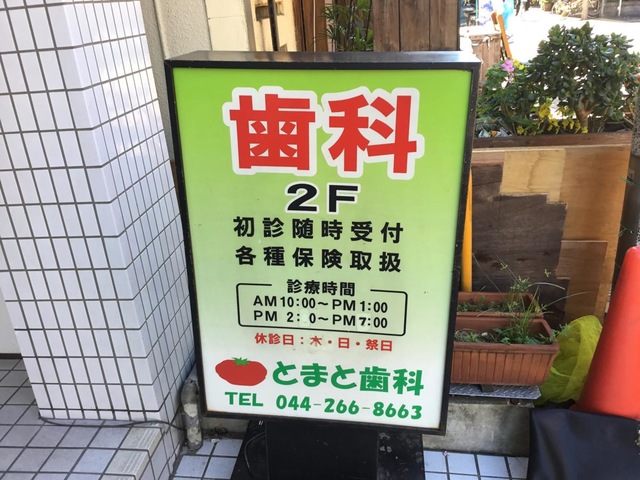 歯科
2F
初診随時受付
各種保険取扱
診療時間
AM10:00～PM1:00
PM 2: 0～PM7:00
休診日：木・日・祭日
とまと歯科
TEL 044-266-8663